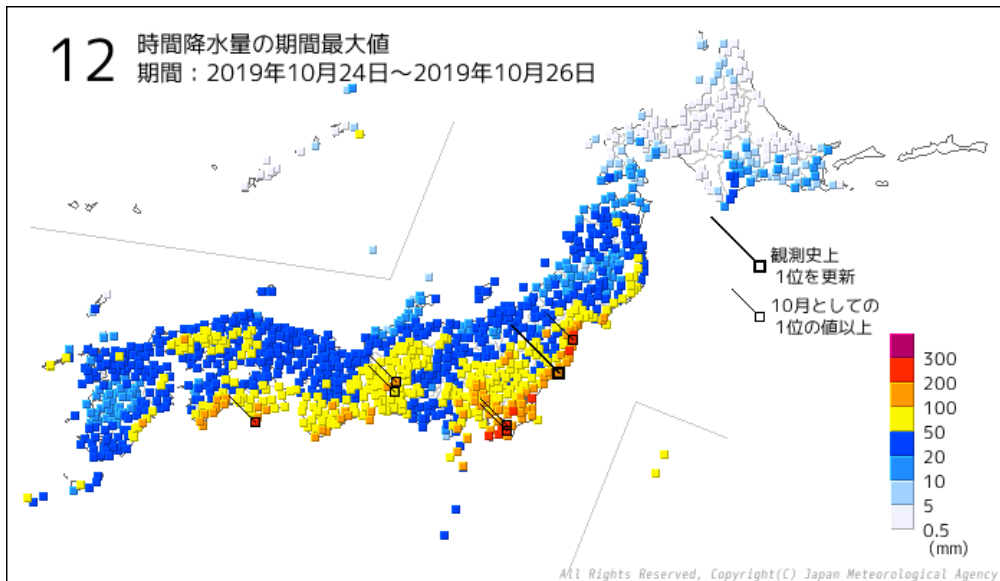 12
時間降水量の期間最大値
期間：2019年10月24日～2019年10月26日
観測史上
1位を更新
10月としての
1位の値以上
300
200
100
50
20
10
5
0.5
(mm)
All Rights Reserved, Copyright(C) Japan Meteorological Agency